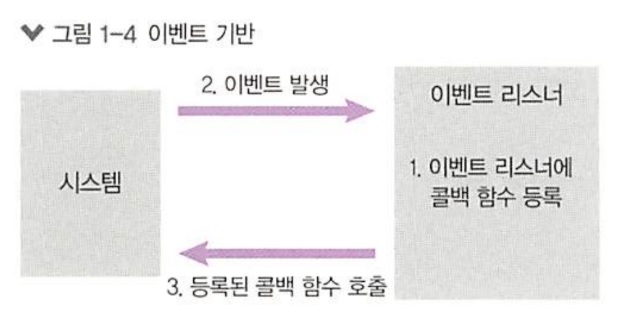 그림 1-4 이벤트 기반
2. 이벤트 발생
이벤트 리스너
시스템
1. 이벤트 리스너에
콜백 함수 등록
3. 등록된 콜백 함수 호출